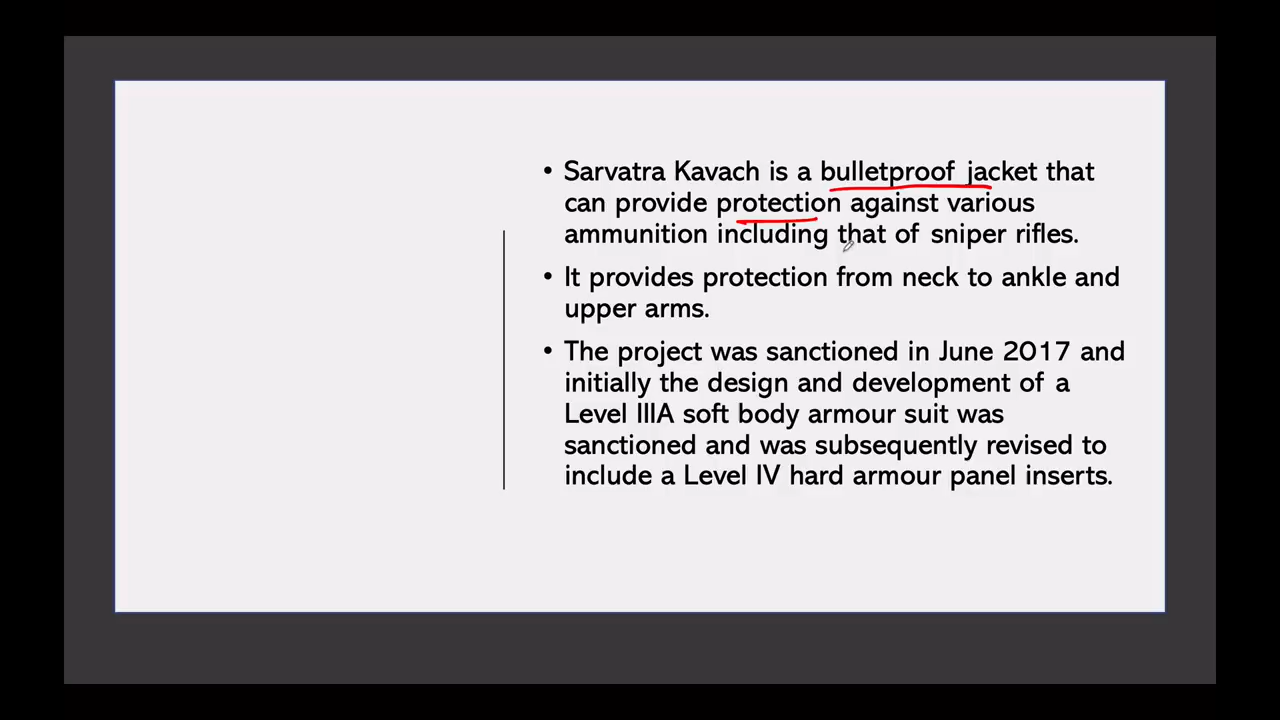 • Sarvatra Kavach is a bulletproof jacket that
can provide protection against various
ammunition including that of sniper rifles.
• It provides protection from neck to ankle and
upper arms.
• The project was sanctioned in June 2017 and
initially the design and development of a
Level IIIA soft body armour suit was
sanctioned and was subsequently revised to
include a Level IV hard armour panel inserts.